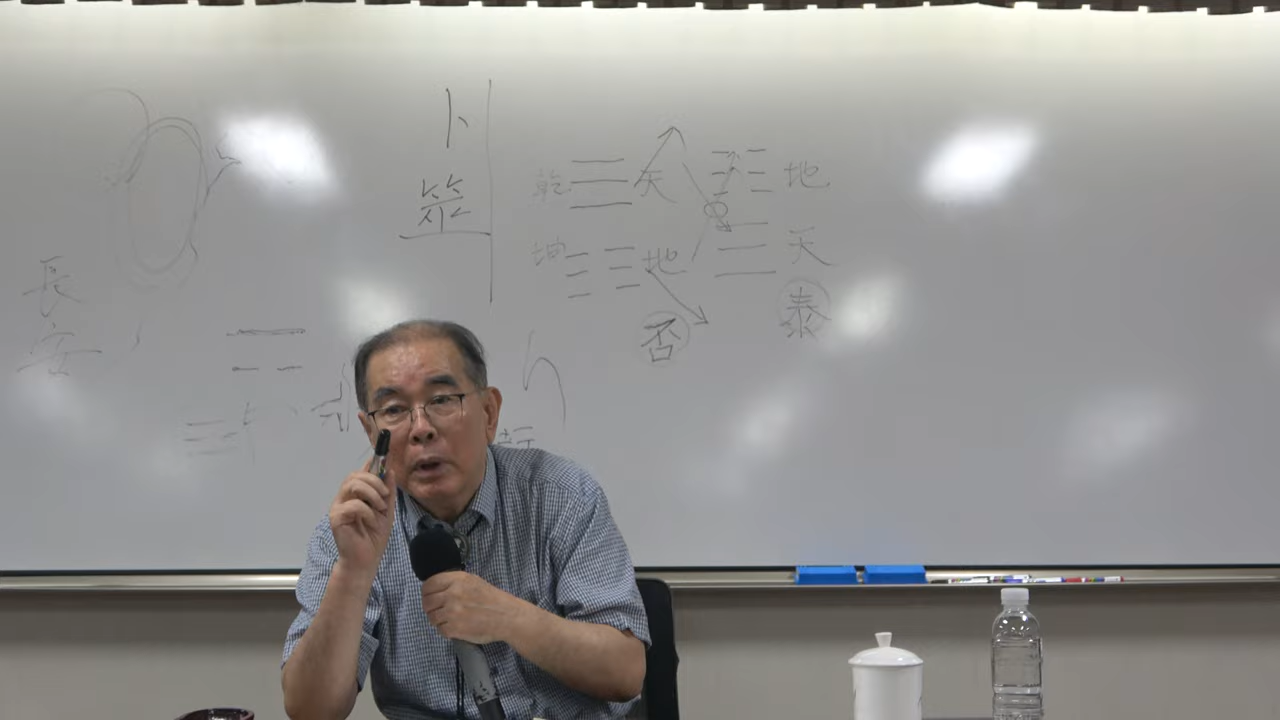 長
安
卜
筮
乾 天
坤 地
否
地
天
泰